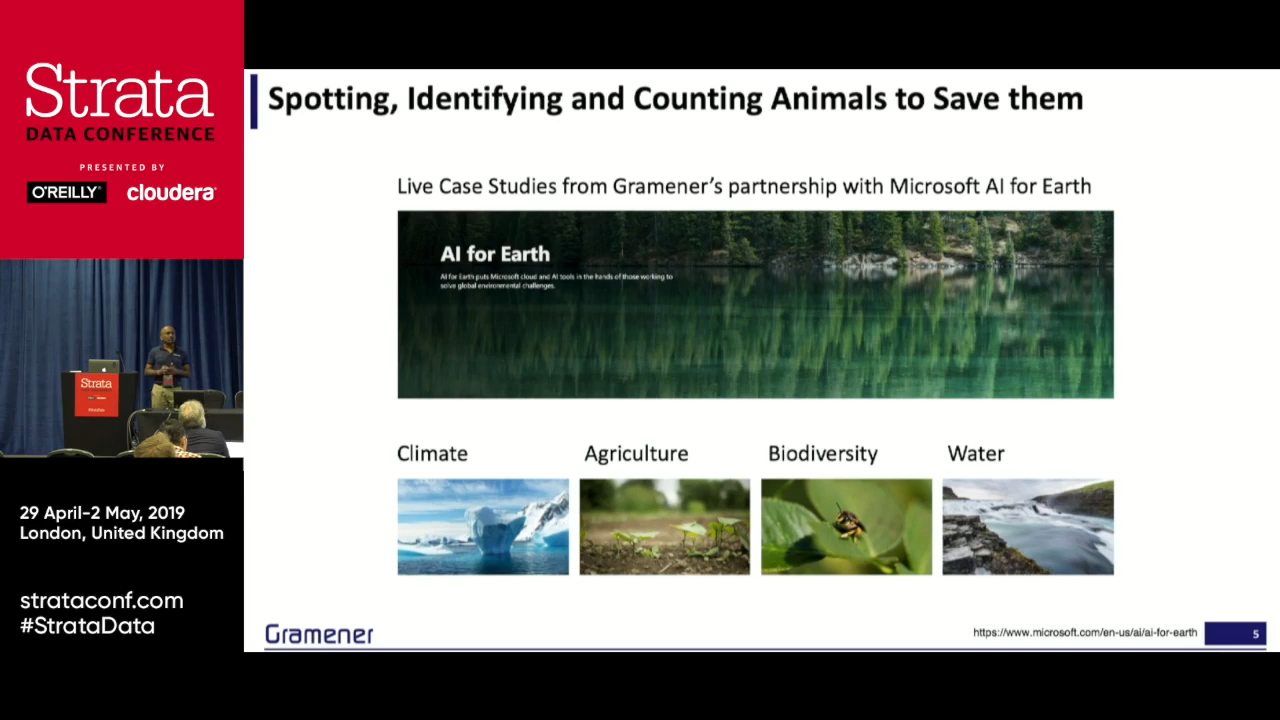 Strata
DATA CONFERENCE
PRESENTED BY
O'REILLY® cloudera®
Strata
29 April-2 May, 2019
London, United Kingdom
strataconf.com
#StrataData
Spotting, Identifying and Counting Animals to Save them
Live Case Studies from Gramener's partnership with Microsoft AI for Earth
AI for Earth
AI for Earth puts Microsoft cloud and AI tools in the hands of those working to
solve global environmental challenges.
Climate Agriculture Biodiversity Water
Gramener
https://www.microsoft.com/en-us/ai/ai-for-earth
5